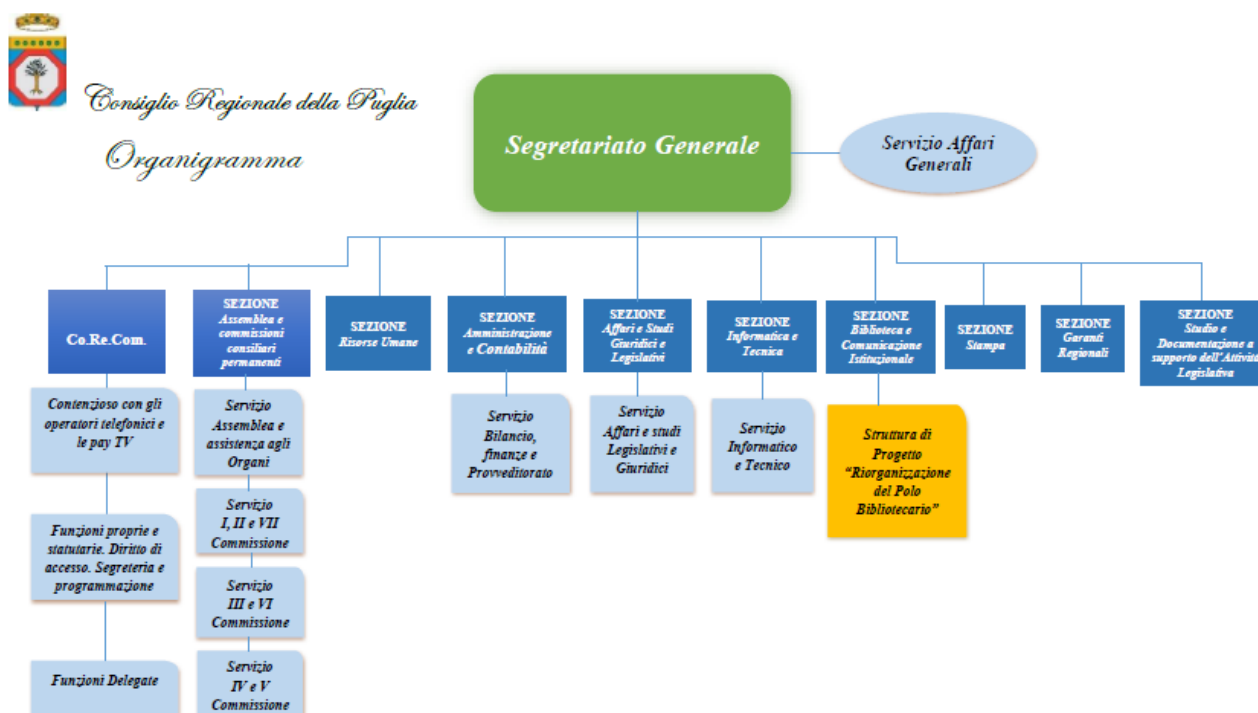 Consiglio Regionale della Puglia
Organigramma
Segretariato Generale
Servizio Affari
Generali
Co.Re.Com.
SEZIONE
Assemblea e
commissioni
consiliari
permanenti
SEZIONE
Risorse Umane
SEZIONE
Amministrazione
e Contabilità
SEZIONE
Affari e Studi
Giuridici e
Legislativi
SEZIONE
Informatica e
Tecnica
SEZIONE
Biblioteca e
Comunicazione
Istituzionale
SEZIONE
Stampa
SEZIONE
Garanti
Regionali
SEZIONE
Studio e
Documentazione a
supporto dell'Attività
Legislativa
Contenzioso con gli
operatori telefonici e
le pay TV
Funzioni proprie e
statutarie. Diritto di
accesso. Segreteria e
programmazione
Funzioni Delegate
Servizio
Assemblea e
assistenza agli
Organi
Servizio
I, II e VII
Commissione
Servizio
III e VI
Commissione
Servizio
IV e V
Commissione
Servizio
Bilancio,
finanze e
Provveditorato
Servizio
Affari e studi
Legislativi e
Giuridici
Servizio
Informatico
e Tecnico
Struttura di
Progetto
“Riorganizzazione
del Polo
Bibliotecario”